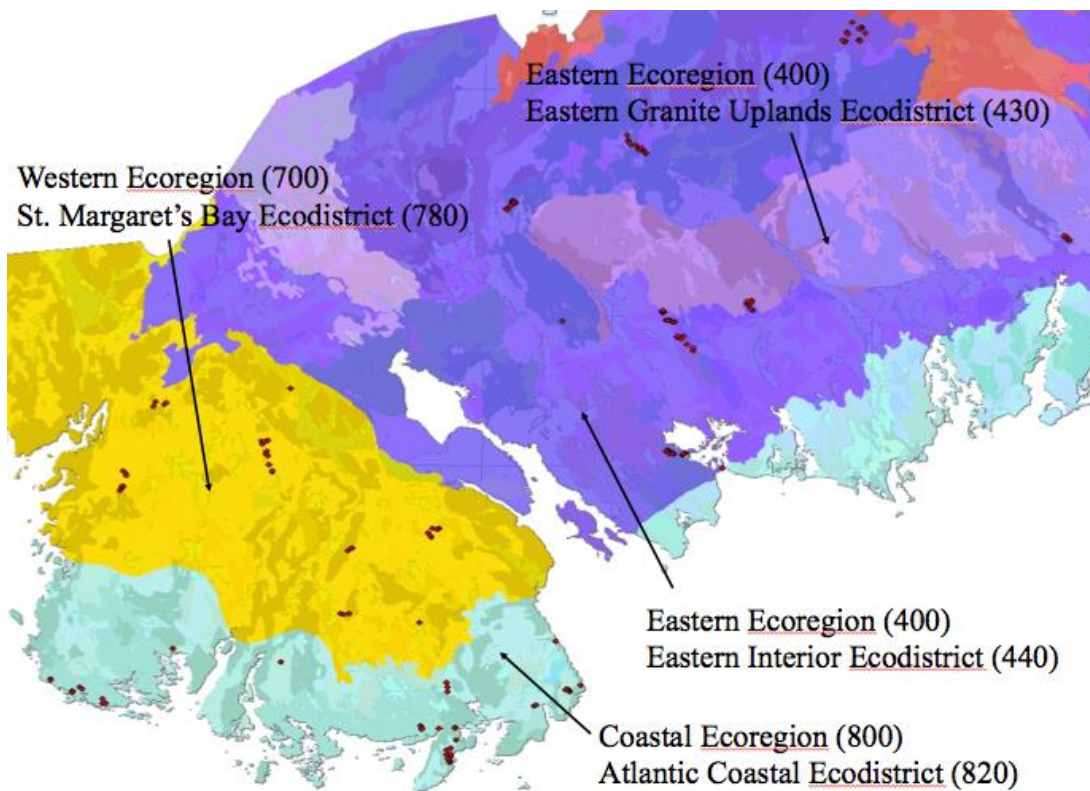 Eastern Ecoregion (400)
Eastern Granite Uplands Ecodistrict (430)
Western Ecoregion (700)
St. Margaret's Bay Ecodistrict (780)
Eastern Ecoregion (400)
Eastern Interior Ecodistrict (440)
Coastal Ecoregion (800)
Atlantic Coastal Ecodistrict (820)